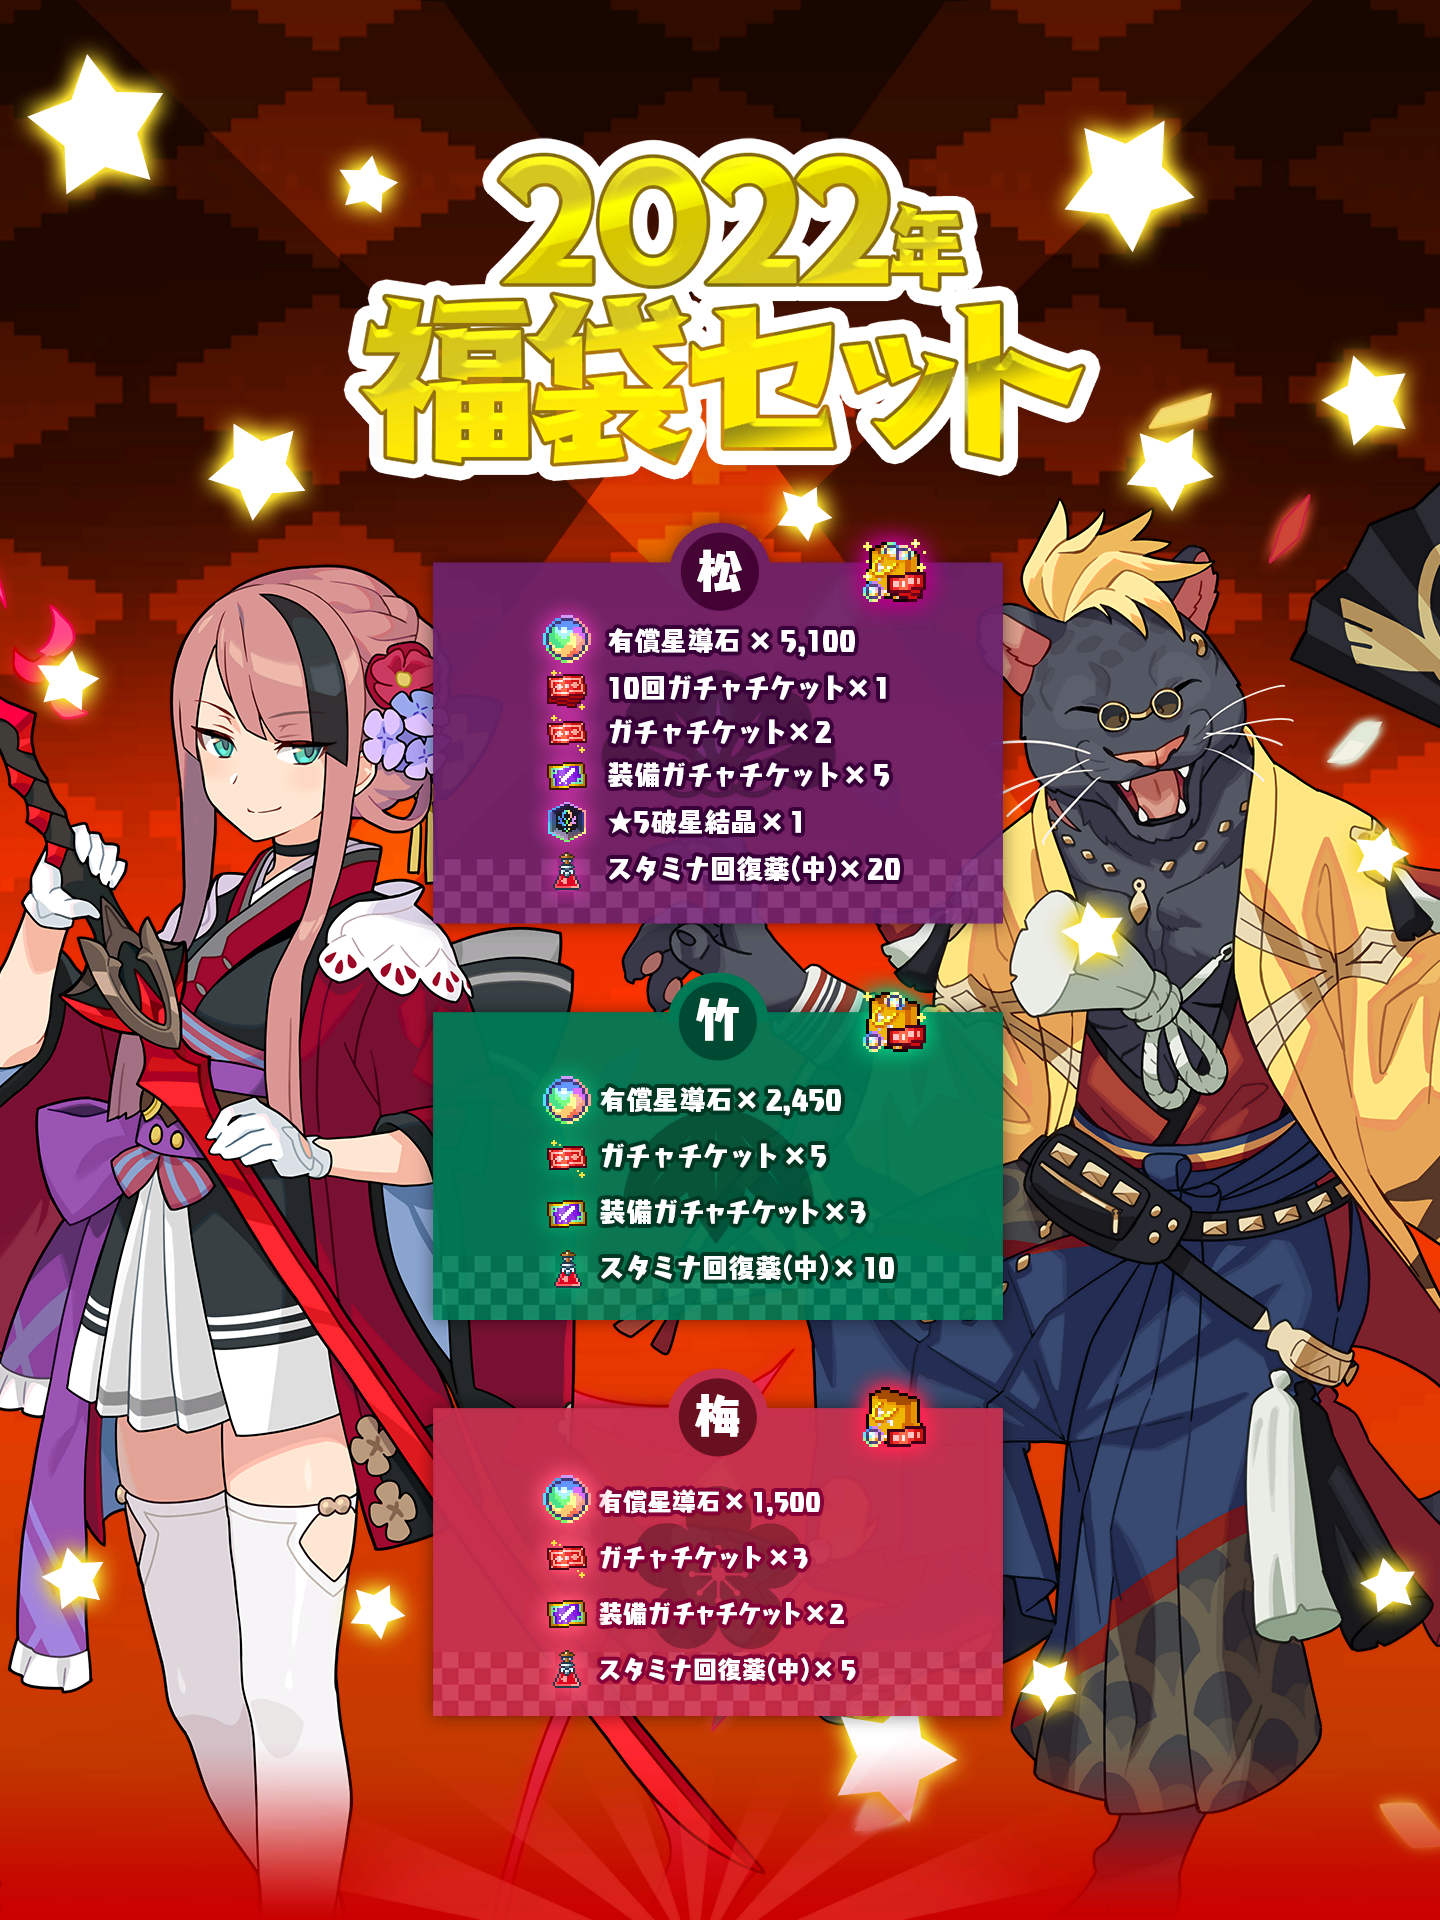 2022年
福袋セット
松
有償星導石 × 5,100
10回ガチャチケット×1
ガチャチケット×2
装備ガチャチケット×5
★5破星結晶×1
スタミナ回復薬(中)×20
竹
有償星導石×2,450
ガチャチケット×5
装備ガチャチケット×3
スタミナ回復薬(中)×10
梅
有償星導石×1,500
ガチャチケット×3
装備ガチャチケット×2
スタミナ回復薬(中)×5